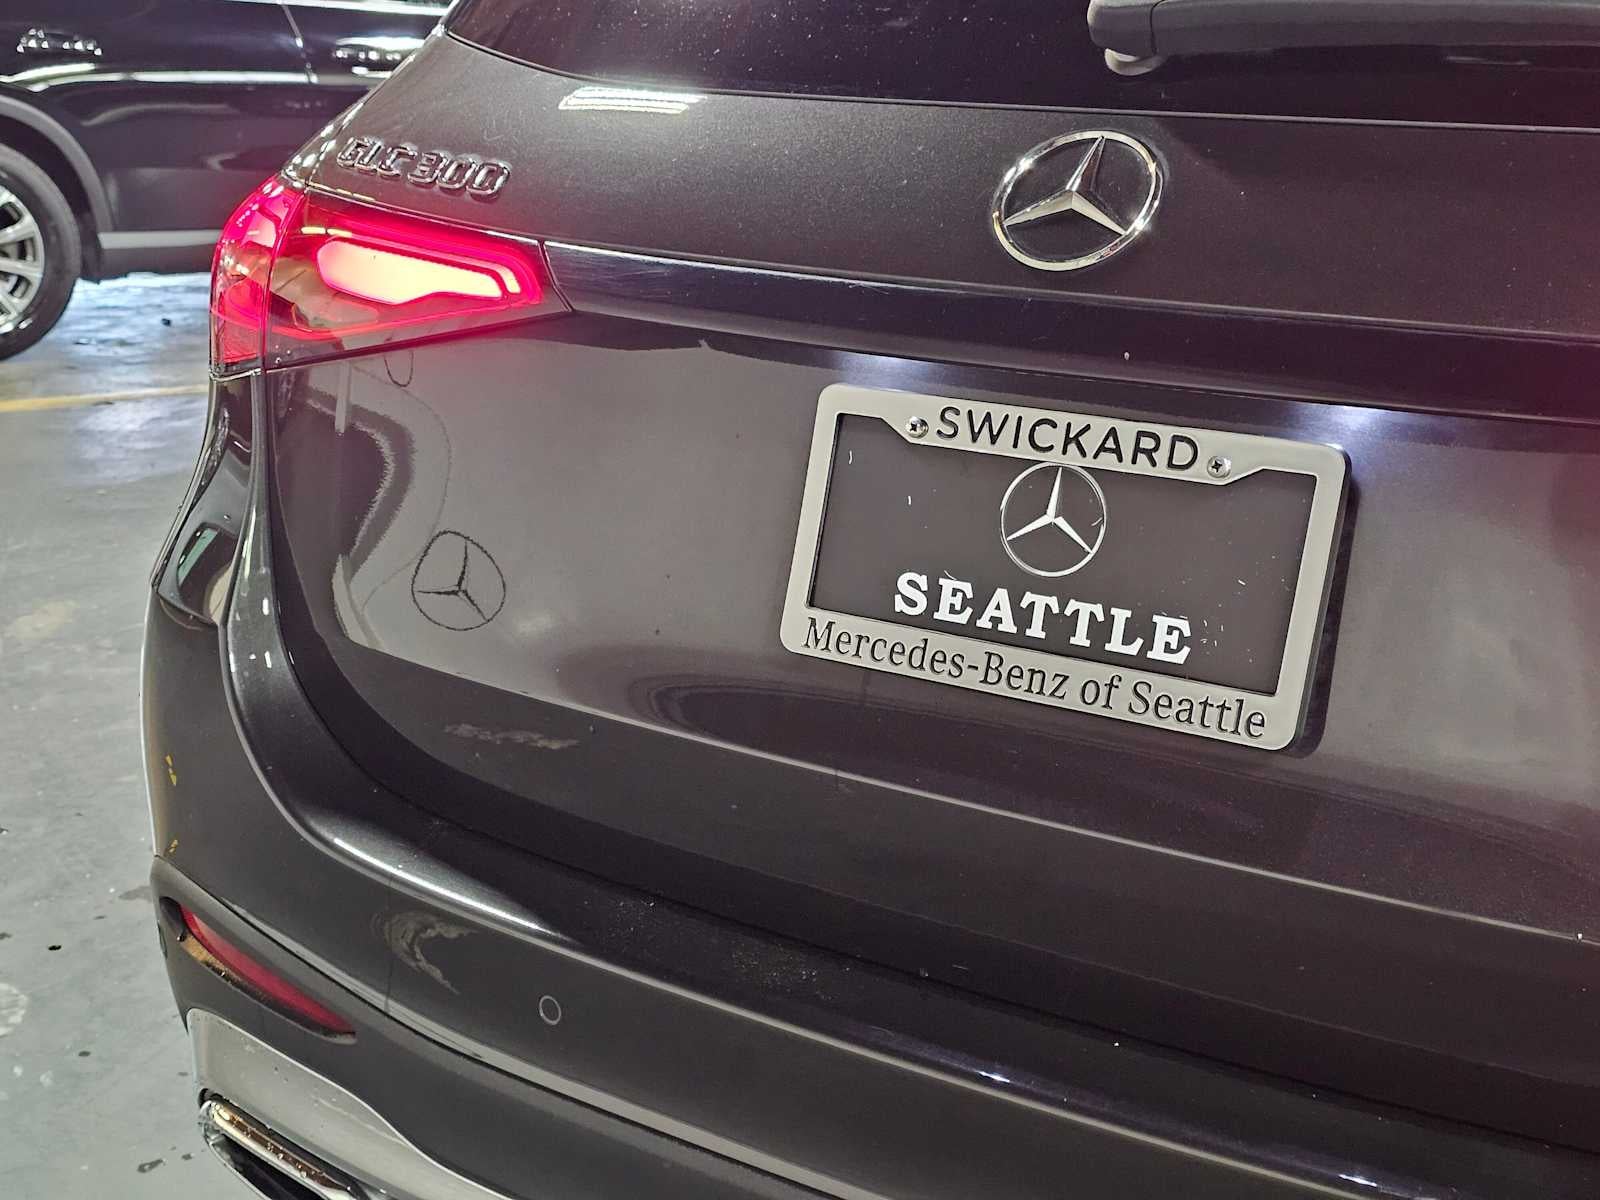 GLC 300
SWICKARD
SEATTLE
Mercedes-Benz of Seattle